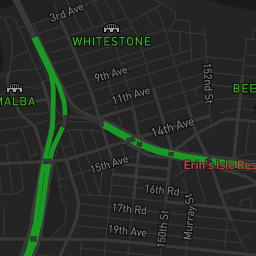 3rd Ave
WHITESTONE
9th Ave
152nd St
11th Ave
MALBA
BEE
14th Ave
15th Ave
Erin's Isle Res
16th Rd
17th Rd
150th St
Murray St
19th Ave